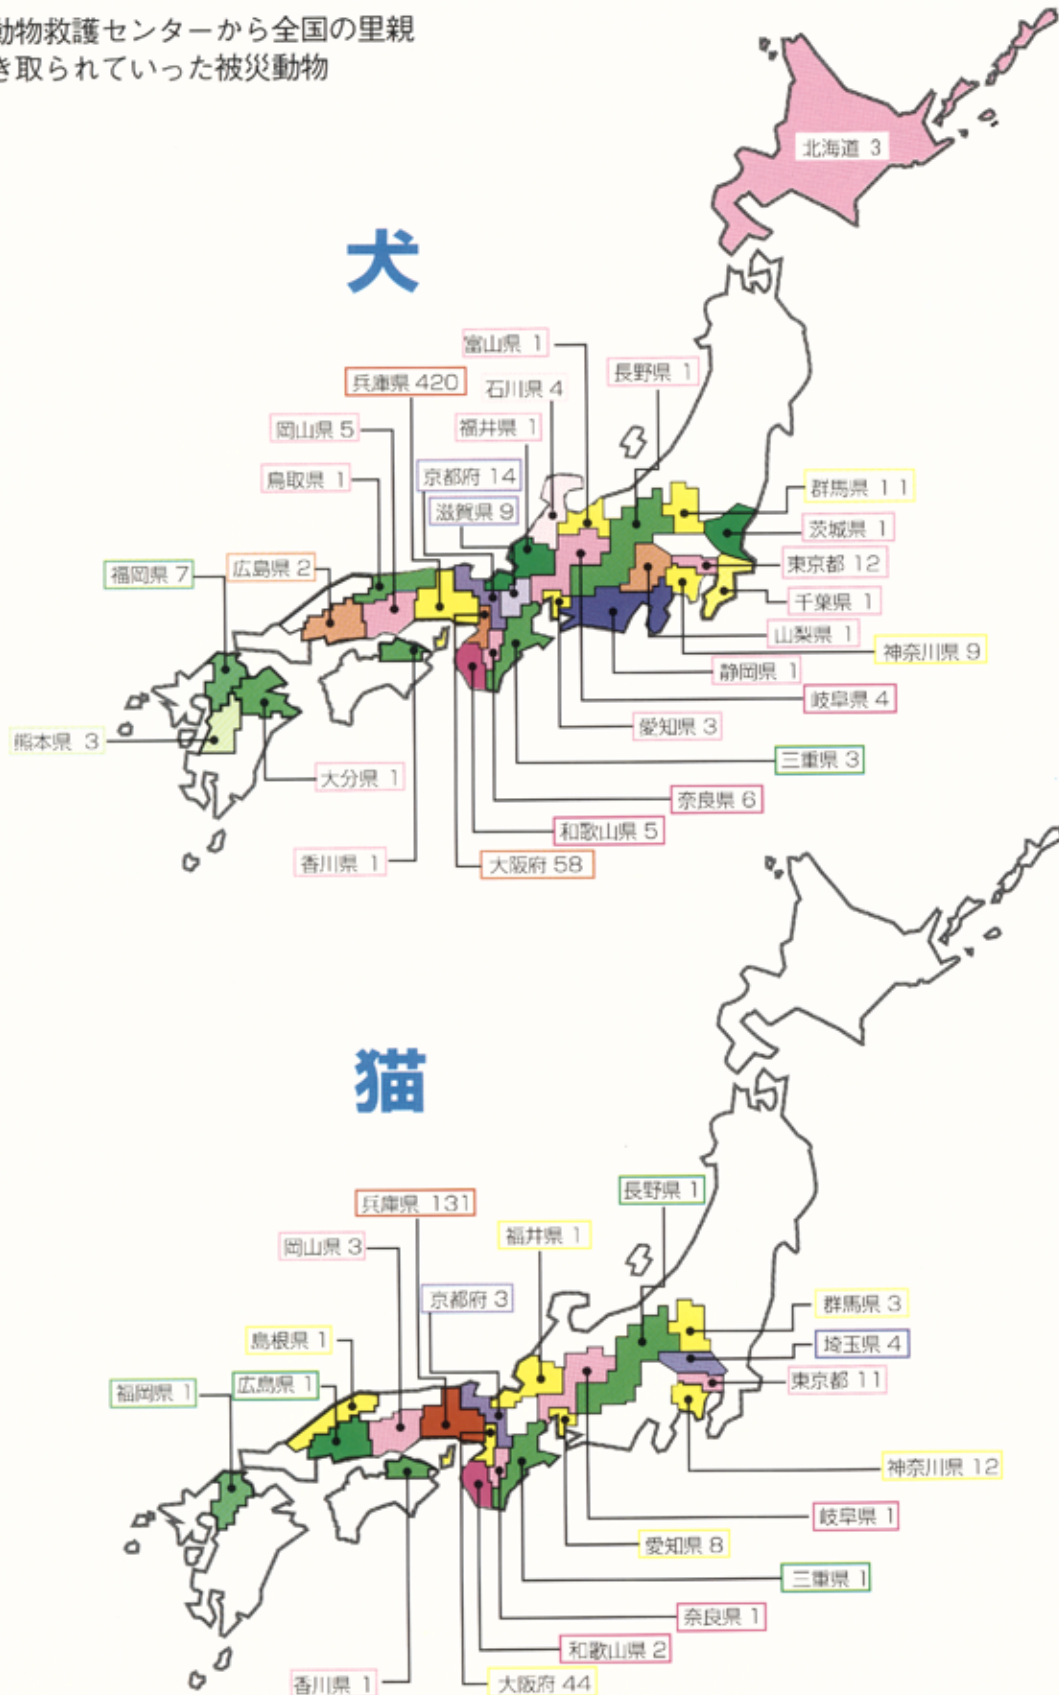 動物救護センターから全国の里親
き取られていった被災動物
北海道 3
犬
富山県 1
長野県 1
兵庫県 420
石川県 4
岡山県 5
福井県 1
鳥取県 1
京都府 14
群馬県 11
滋賀県 9
茨城県 1
東京都 12
福岡県 7
広島県 2
千葉県 1
山梨県 1
神奈川県 9
静岡県 1
岐阜県 4
愛知県 3
熊本県 3
三重県 3
大分県 1
奈良県 6
和歌山県 5
香川県 1
大阪府 58
猫
長野県 1
兵庫県 131
福井県 1
岡山県 3
京都府 3
群馬県 3
島根県 1
埼玉県 4
東京都 11
福岡県 1
広島県 1
神奈川県 12
岐阜県 1
愛知県 8
三重県 1
奈良県 1
和歌山県 2
香川県 1
大阪府 44